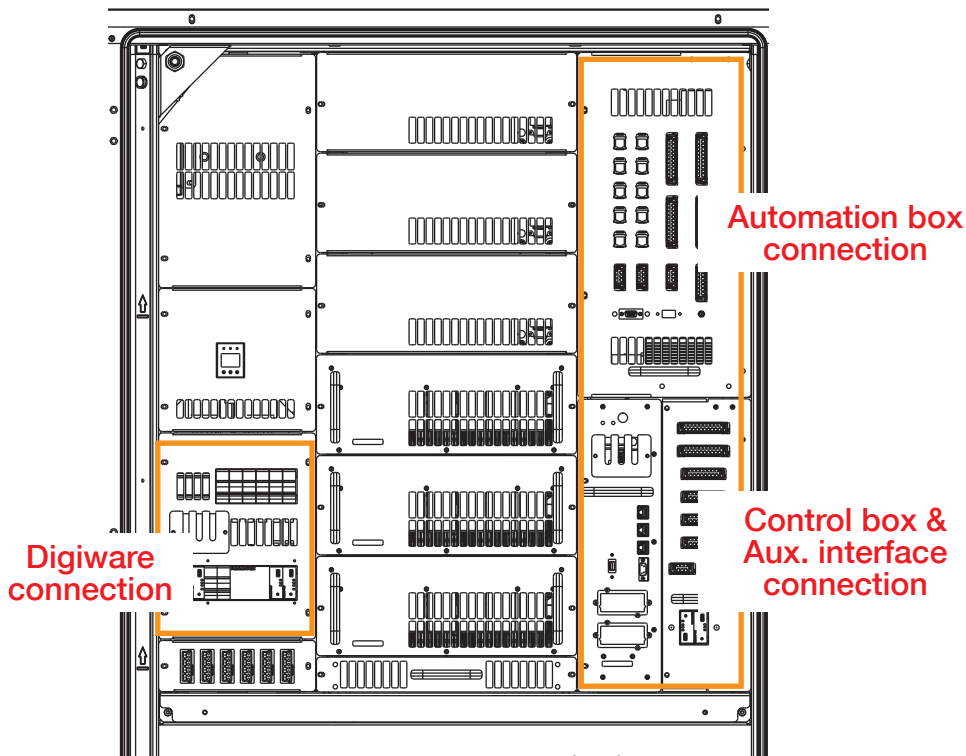 Automation box
connection
Control box &
Aux. interface
connection
Digiware
connection